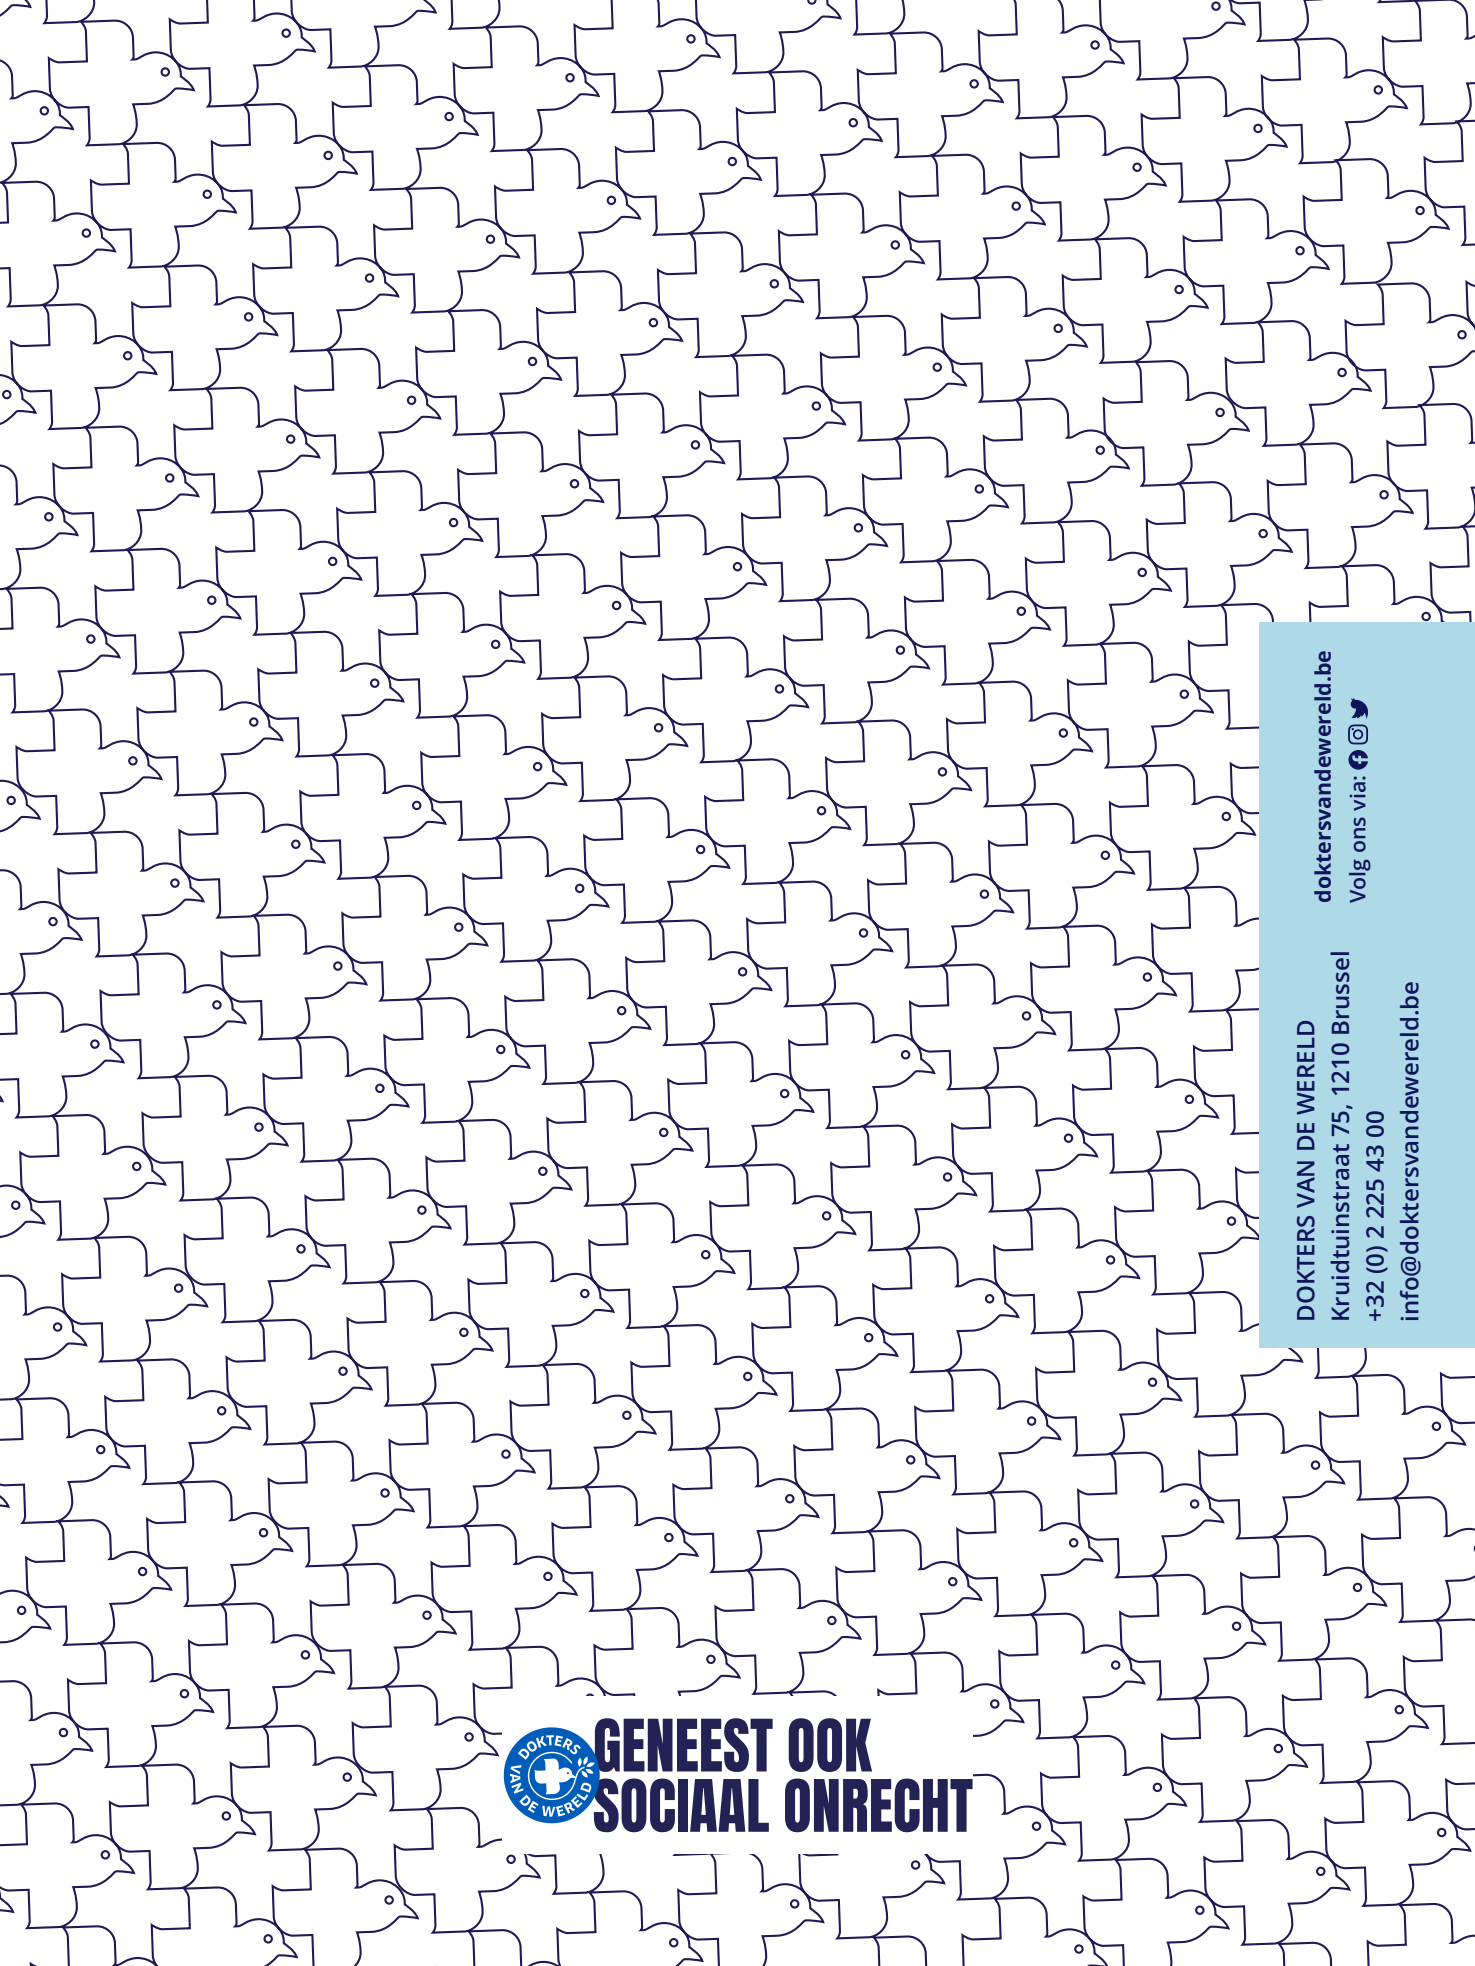 doktersvandewereld.be
Volg ons via:
DOKTERS VAN DE WERELD
Kruidtuinstraat 75, 1210 Brussel
+32 (0) 2 225 43 00
info@doktersvandewereld.be
DOKTERS
VAN DE WERELD
GENEEST OOK
SOCIAAL ONRECHT